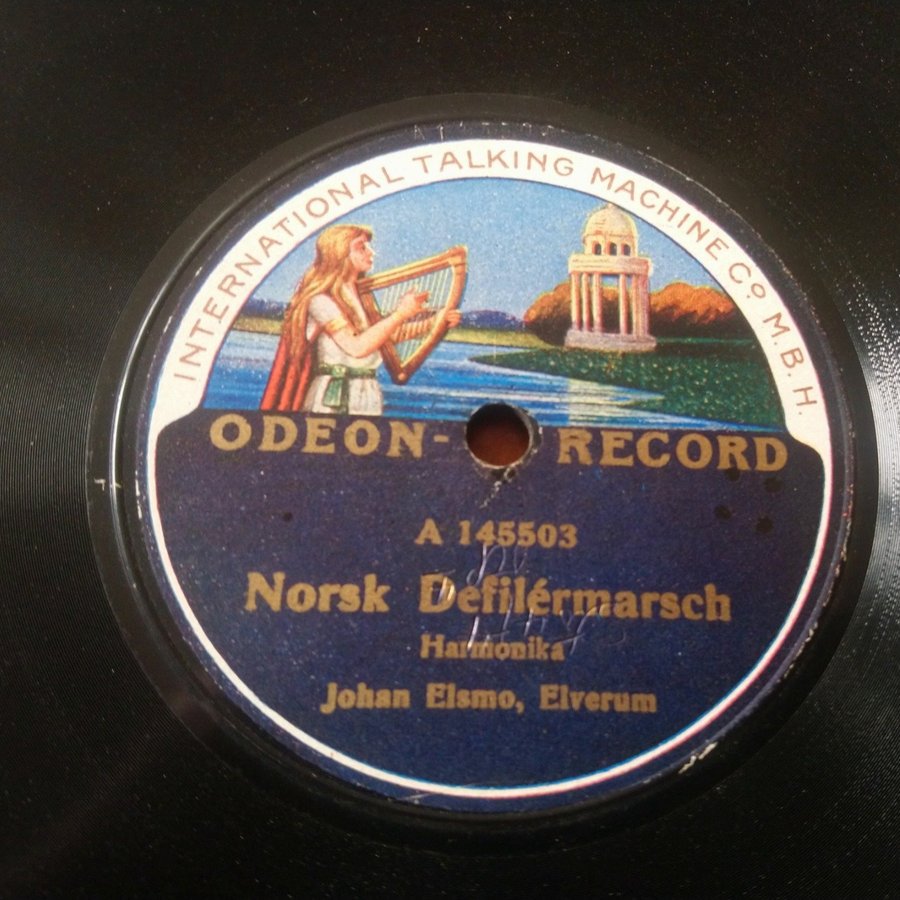 INTERNATIONAL TALKING MACHINE Co. M.B.H.
ODEON-RECORD
A 145503
Norsk Defilérmarsch
Harmonika
Johan Elsmo, Elverum